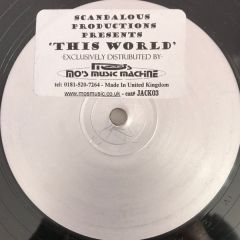 SCANDALOUS
PRODUCTIONS
PRESENTS
'THIS WORLD'
-EXCLUSIVELY DISTRIBUTED BY-
MO'S MUSIC MACHINE
tel: 0181-520-7264 - Made In United Kingdom
www.mosmusic.co.uk - cat# JACK03